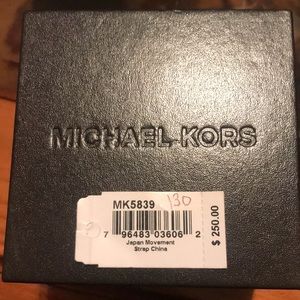 MICHAEL KORS
MK5839
130
7 96483 03606 2
Japan Movement
Strap China
$ 250.00